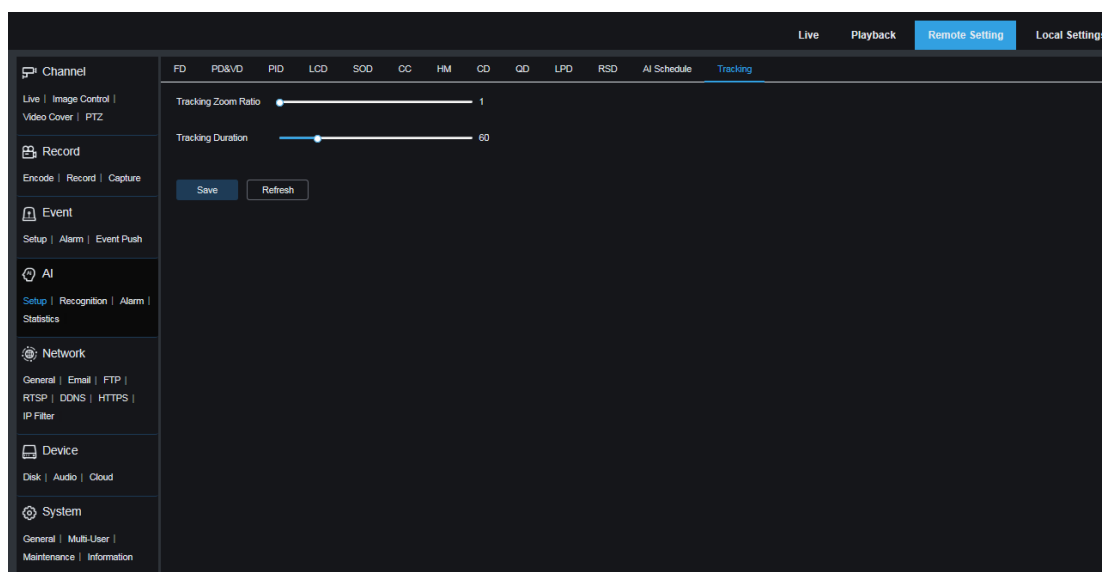 Live Playback Remote Setting Local Settings
Channel
Live | Image Control |
Video Cover | PTZ
Record
Encode | Record | Capture
Event
Setup | Alarm | Event Push
AI
Setup | Recognition | Alarm |
Statistics
Network
General | Email | FTP |
RTSP | DDNS | HTTPS |
IP Filter
Device
Disk | Audio | Cloud
System
General | Multi-User |
Maintenance | Information
FD PD&VD PID LCD SOD CC HM CD QD LPD RSD AI Schedule Tracking
Tracking Zoom Ratio 1
Tracking Duration 60
Save Refresh